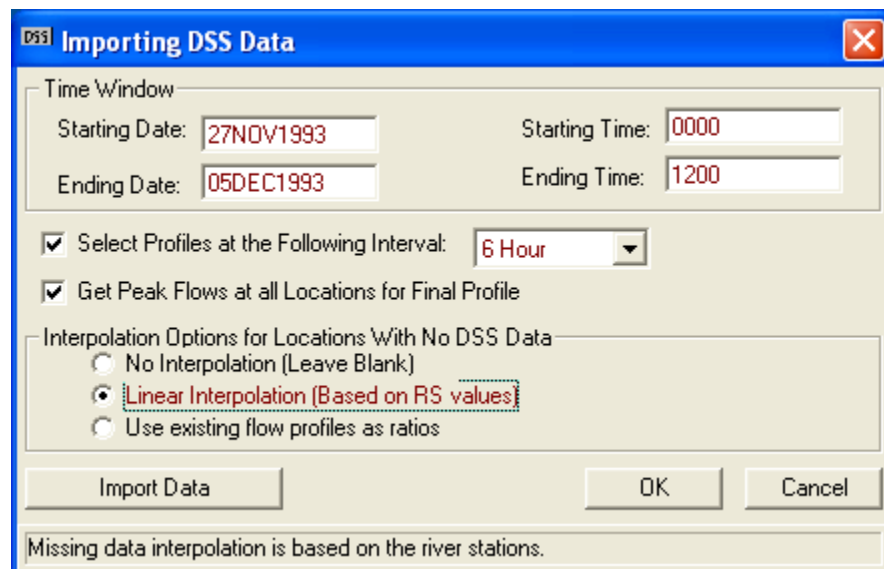 DSS Importing DSS Data
Time Window
Starting Date: 27NOV1993 Starting Time: 0000
Ending Date: 05DEC1993 Ending Time: 1200
Select Profiles at the Following Interval: 6 Hour
Get Peak Flows at all Locations for Final Profile
Interpolation Options for Locations With No DSS Data
No Interpolation (Leave Blank)
Linear Interpolation (Based on RS values)
Use existing flow profiles as ratios
Import Data OK Cancel
Missing data interpolation is based on the river stations.